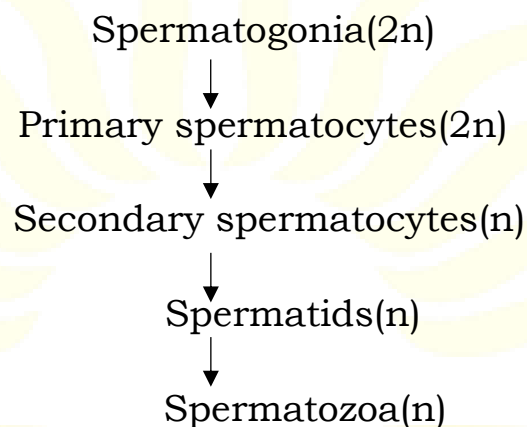 Spermatogonia(2n)
Primary spermatocytes(2n)
Secondary spermatocytes(n)
Spermatids(n)
Spermatozoa(n)